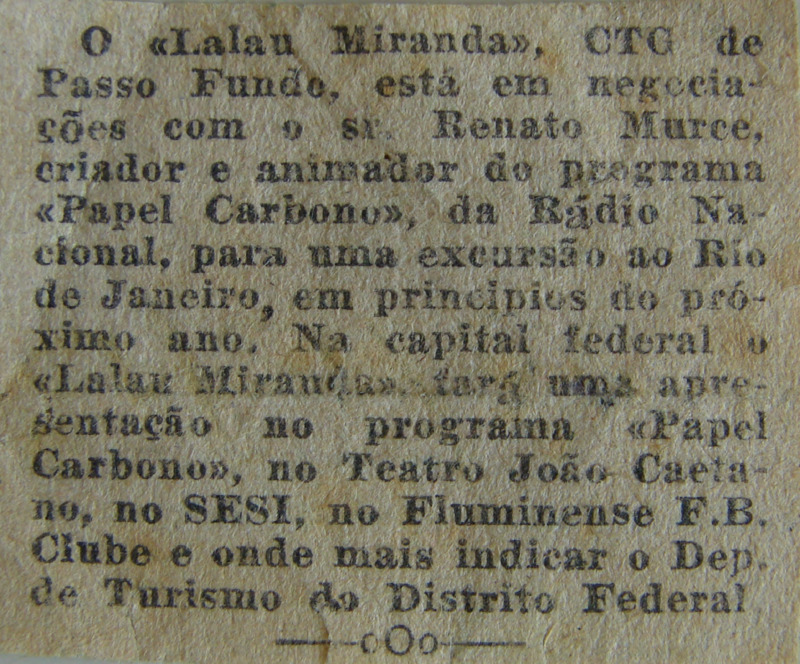 O «Lalau Miranda», CTG de
Passo Fundo, está em negocia-
ções com o sr. Renato Murce,
criador e animador do programa
«Papel Carbono», da Rádio Na-
cional, para uma excursão ao Rio
de Janeiro, em principios do pró-
ximo ano. Na capital federal o
«Lalau Miranda», fará uma apre-
sentação no programa «Papel
Carbono», no Teatro João Caeta-
no, no SESI, no Fluminense F.B.
Clube e onde mais indicar o Dep.
de Turismo do Distrito Federal
——oOo——